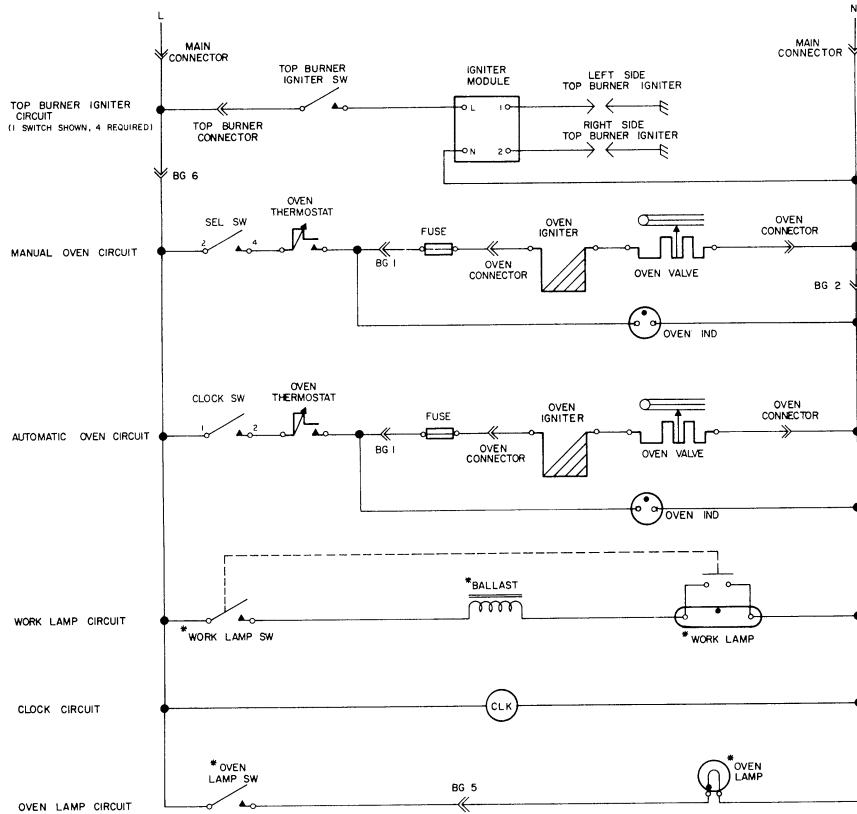 L
N
MAIN
CONNECTOR
MAIN
CONNECTOR
TOP BURNER IGNITER
CIRCUIT
(1 SWITCH SHOWN, 4 REQUIRED)
TOP BURNER
CONNECTOR
TOP BURNER
IGNITER SW
IGNITER
MODULE
L
1
N
2
LEFT SIDE
TOP BURNER IGNITER
RIGHT SIDE
TOP BURNER IGNITER
BG 6
MANUAL OVEN CIRCUIT
SEL SW
2
4
OVEN
THERMOSTAT
BG 1
FUSE
OVEN
CONNECTOR
OVEN
IGNITER
OVEN VALVE
OVEN
CONNECTOR
BG 2
OVEN IND
AUTOMATIC OVEN CIRCUIT
CLOCK SW
1
2
OVEN
THERMOSTAT
BG 1
FUSE
OVEN
CONNECTOR
OVEN
IGNITER
OVEN VALVE
OVEN
CONNECTOR
OVEN IND
WORK LAMP CIRCUIT
*WORK LAMP SW
*BALLAST
*WORK LAMP
CLOCK CIRCUIT
CLK
OVEN LAMP CIRCUIT
*OVEN
LAMP SW
BG 5
*OVEN
LAMP